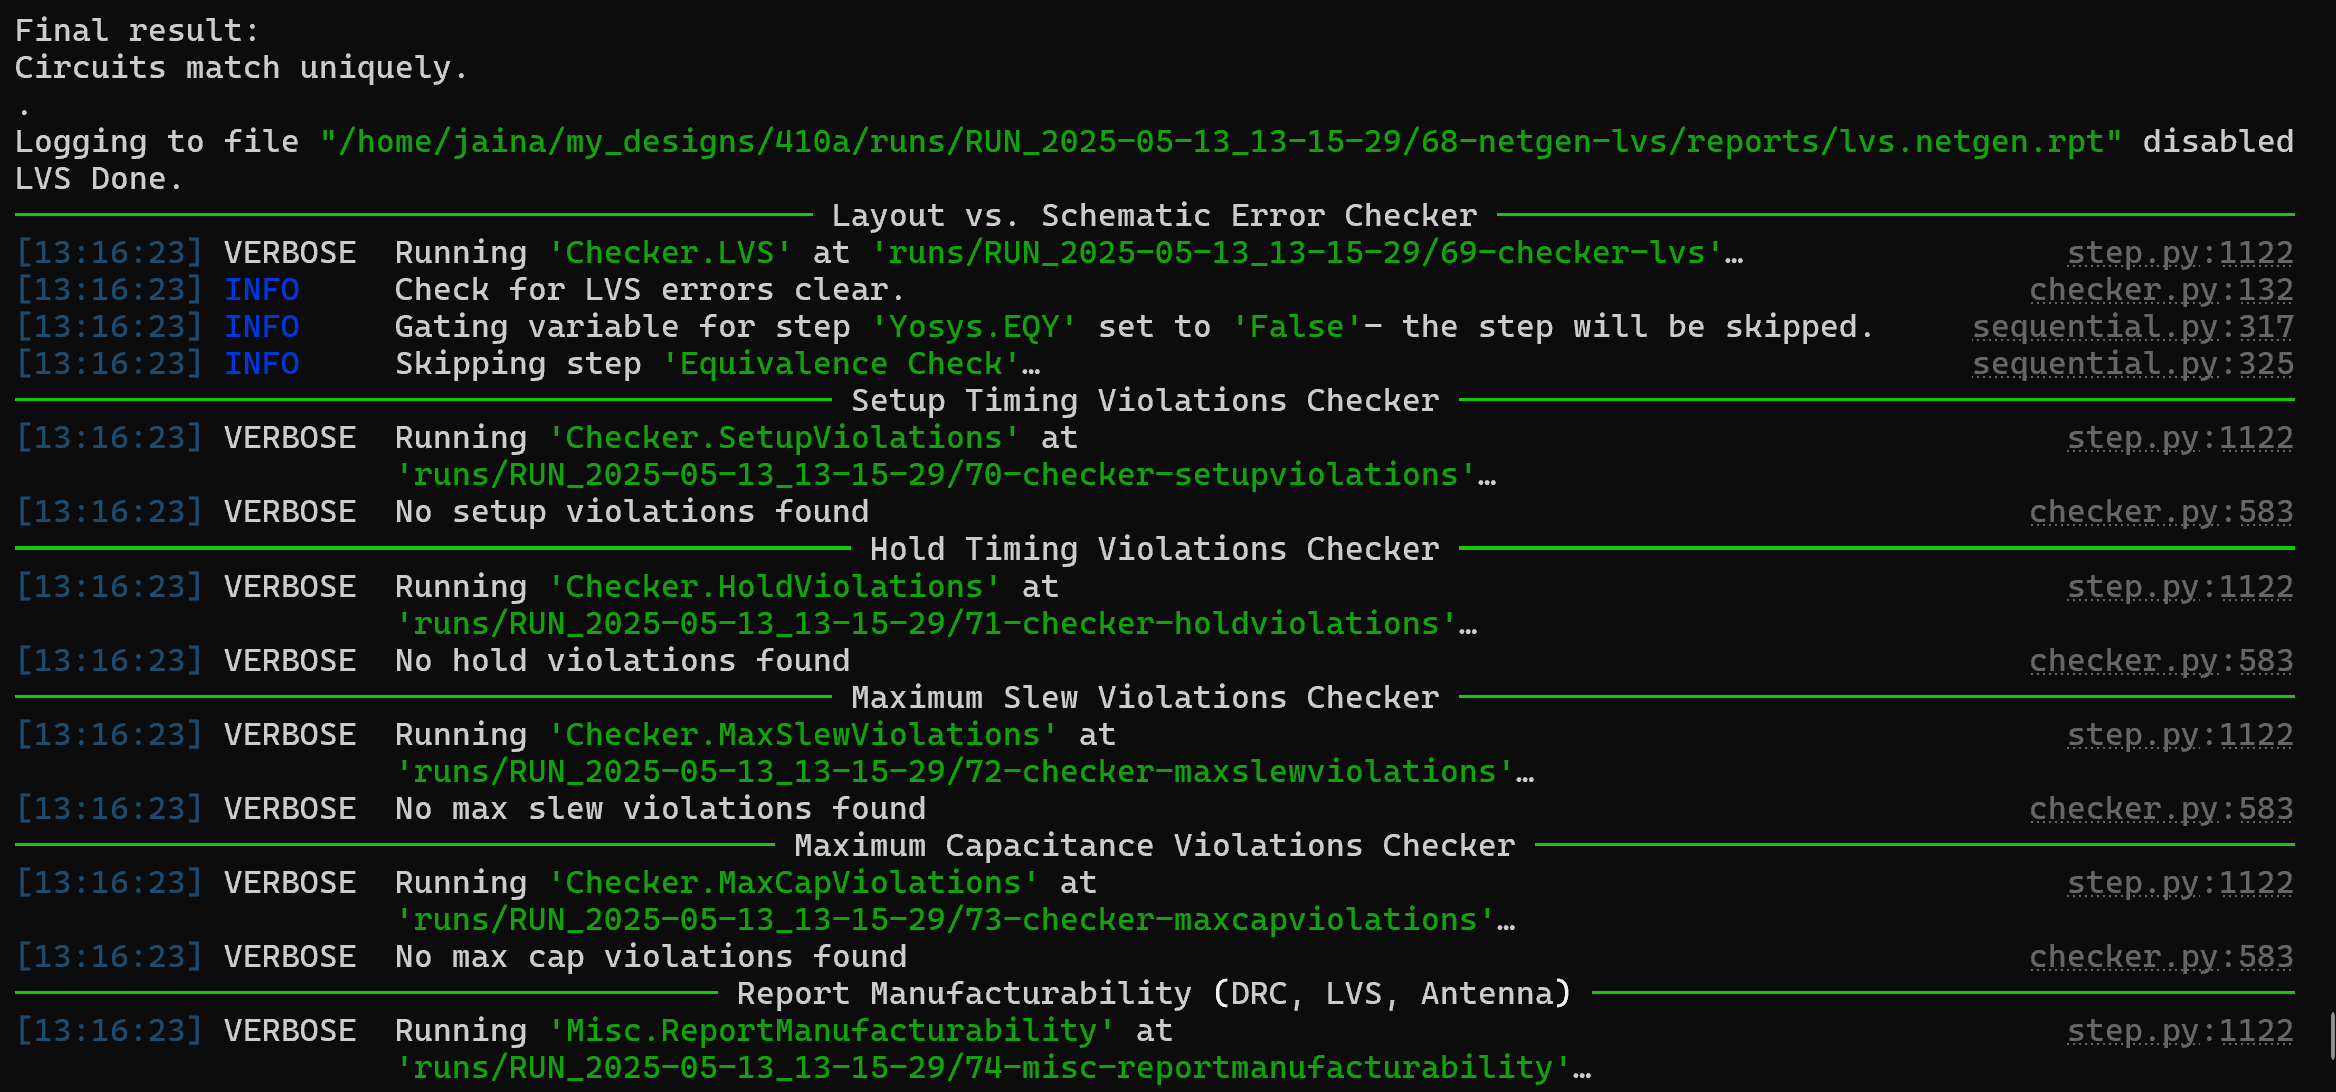 Final result:
Circuits match uniquely.
.
Logging to file "/home/jaina/my_designs/410a/runs/RUN_2025-05-13_13-15-29/68-netgen-lvs/reports/lvs.netgen.rpt" disabled
LVS Done.
Layout vs. Schematic Error Checker
[13:16:23] VERBOSE Running 'Checker.LVS' at 'runs/RUN_2025-05-13_13-15-29/69-checker-lvs'… step.py:1122
[13:16:23] INFO Check for LVS errors clear. checker.py:132
[13:16:23] INFO Gating variable for step 'Yosys.EQY' set to 'False'- the step will be skipped. sequential.py:317
[13:16:23] INFO Skipping step 'Equivalence Check'… sequential.py:325
Setup Timing Violations Checker
[13:16:23] VERBOSE Running 'Checker.SetupViolations' at step.py:1122
'runs/RUN_2025-05-13_13-15-29/70-checker-setupviolations'…
[13:16:23] VERBOSE No setup violations found checker.py:583
Hold Timing Violations Checker
[13:16:23] VERBOSE Running 'Checker.HoldViolations' at step.py:1122
'runs/RUN_2025-05-13_13-15-29/71-checker-holdviolations'…
[13:16:23] VERBOSE No hold violations found checker.py:583
Maximum Slew Violations Checker
[13:16:23] VERBOSE Running 'Checker.MaxSlewViolations' at step.py:1122
'runs/RUN_2025-05-13_13-15-29/72-checker-maxslewviolations'…
[13:16:23] VERBOSE No max slew violations found checker.py:583
Maximum Capacitance Violations Checker
[13:16:23] VERBOSE Running 'Checker.MaxCapViolations' at step.py:1122
'runs/RUN_2025-05-13_13-15-29/73-checker-maxcapviolations'…
[13:16:23] VERBOSE No max cap violations found checker.py:583
Report Manufacturability (DRC, LVS, Antenna)
[13:16:23] VERBOSE Running 'Misc.ReportManufacturability' at step.py:1122
'runs/RUN_2025-05-13_13-15-29/74-misc-reportmanufacturability'…